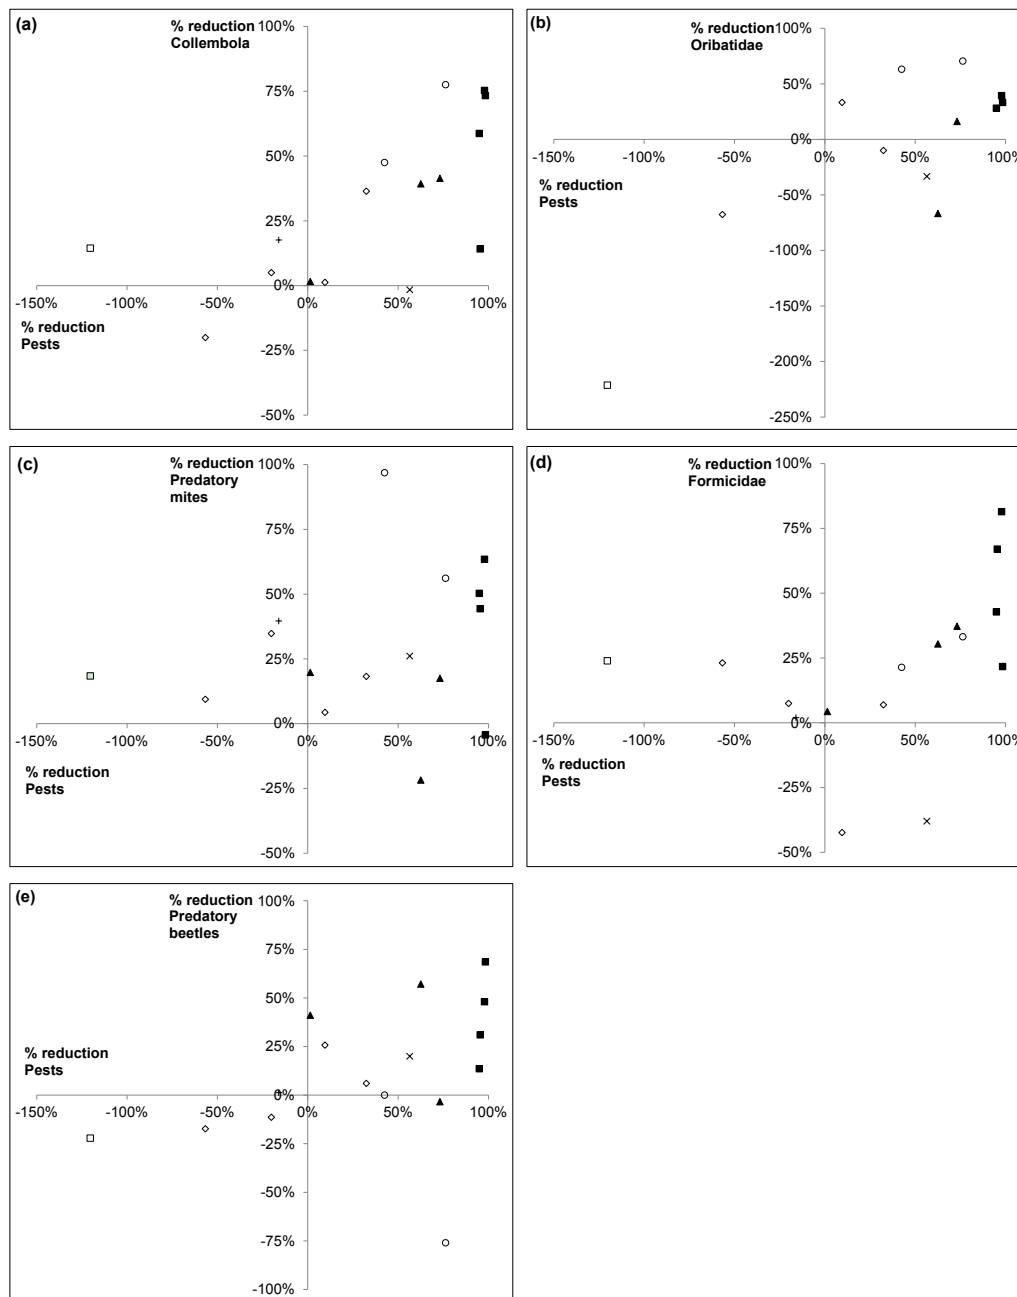 (a)
% reduction
Collembola
100%
75%
50%
25%
0%
-150% -100% -50% 0% 50% 100%
% reduction
Pests
-25%
-50%
(b)
% reduction
Oribatidae
100%
50%
0%
-150% -100% -50% 0% 50% 100%
% reduction
Pests
-50%
-100%
-150%
-200%
-250%
(c)
% reduction
Predatory
mites
100%
75%
50%
25%
0%
-150% -100% -50% 0% 50% 100%
% reduction
Pests
-25%
-50%
(d)
% reduction
Formicidae
100%
75%
50%
25%
0%
-150% -100% -50% 0% 50% 100%
% reduction
Pests
-25%
-50%
(e)
% reduction
Predatory
beetles
100%
75%
50%
25%
% reduction
Pests
0%
-150% -100% -50% 0% 50% 100%
-25%
-50%
-75%
-100%